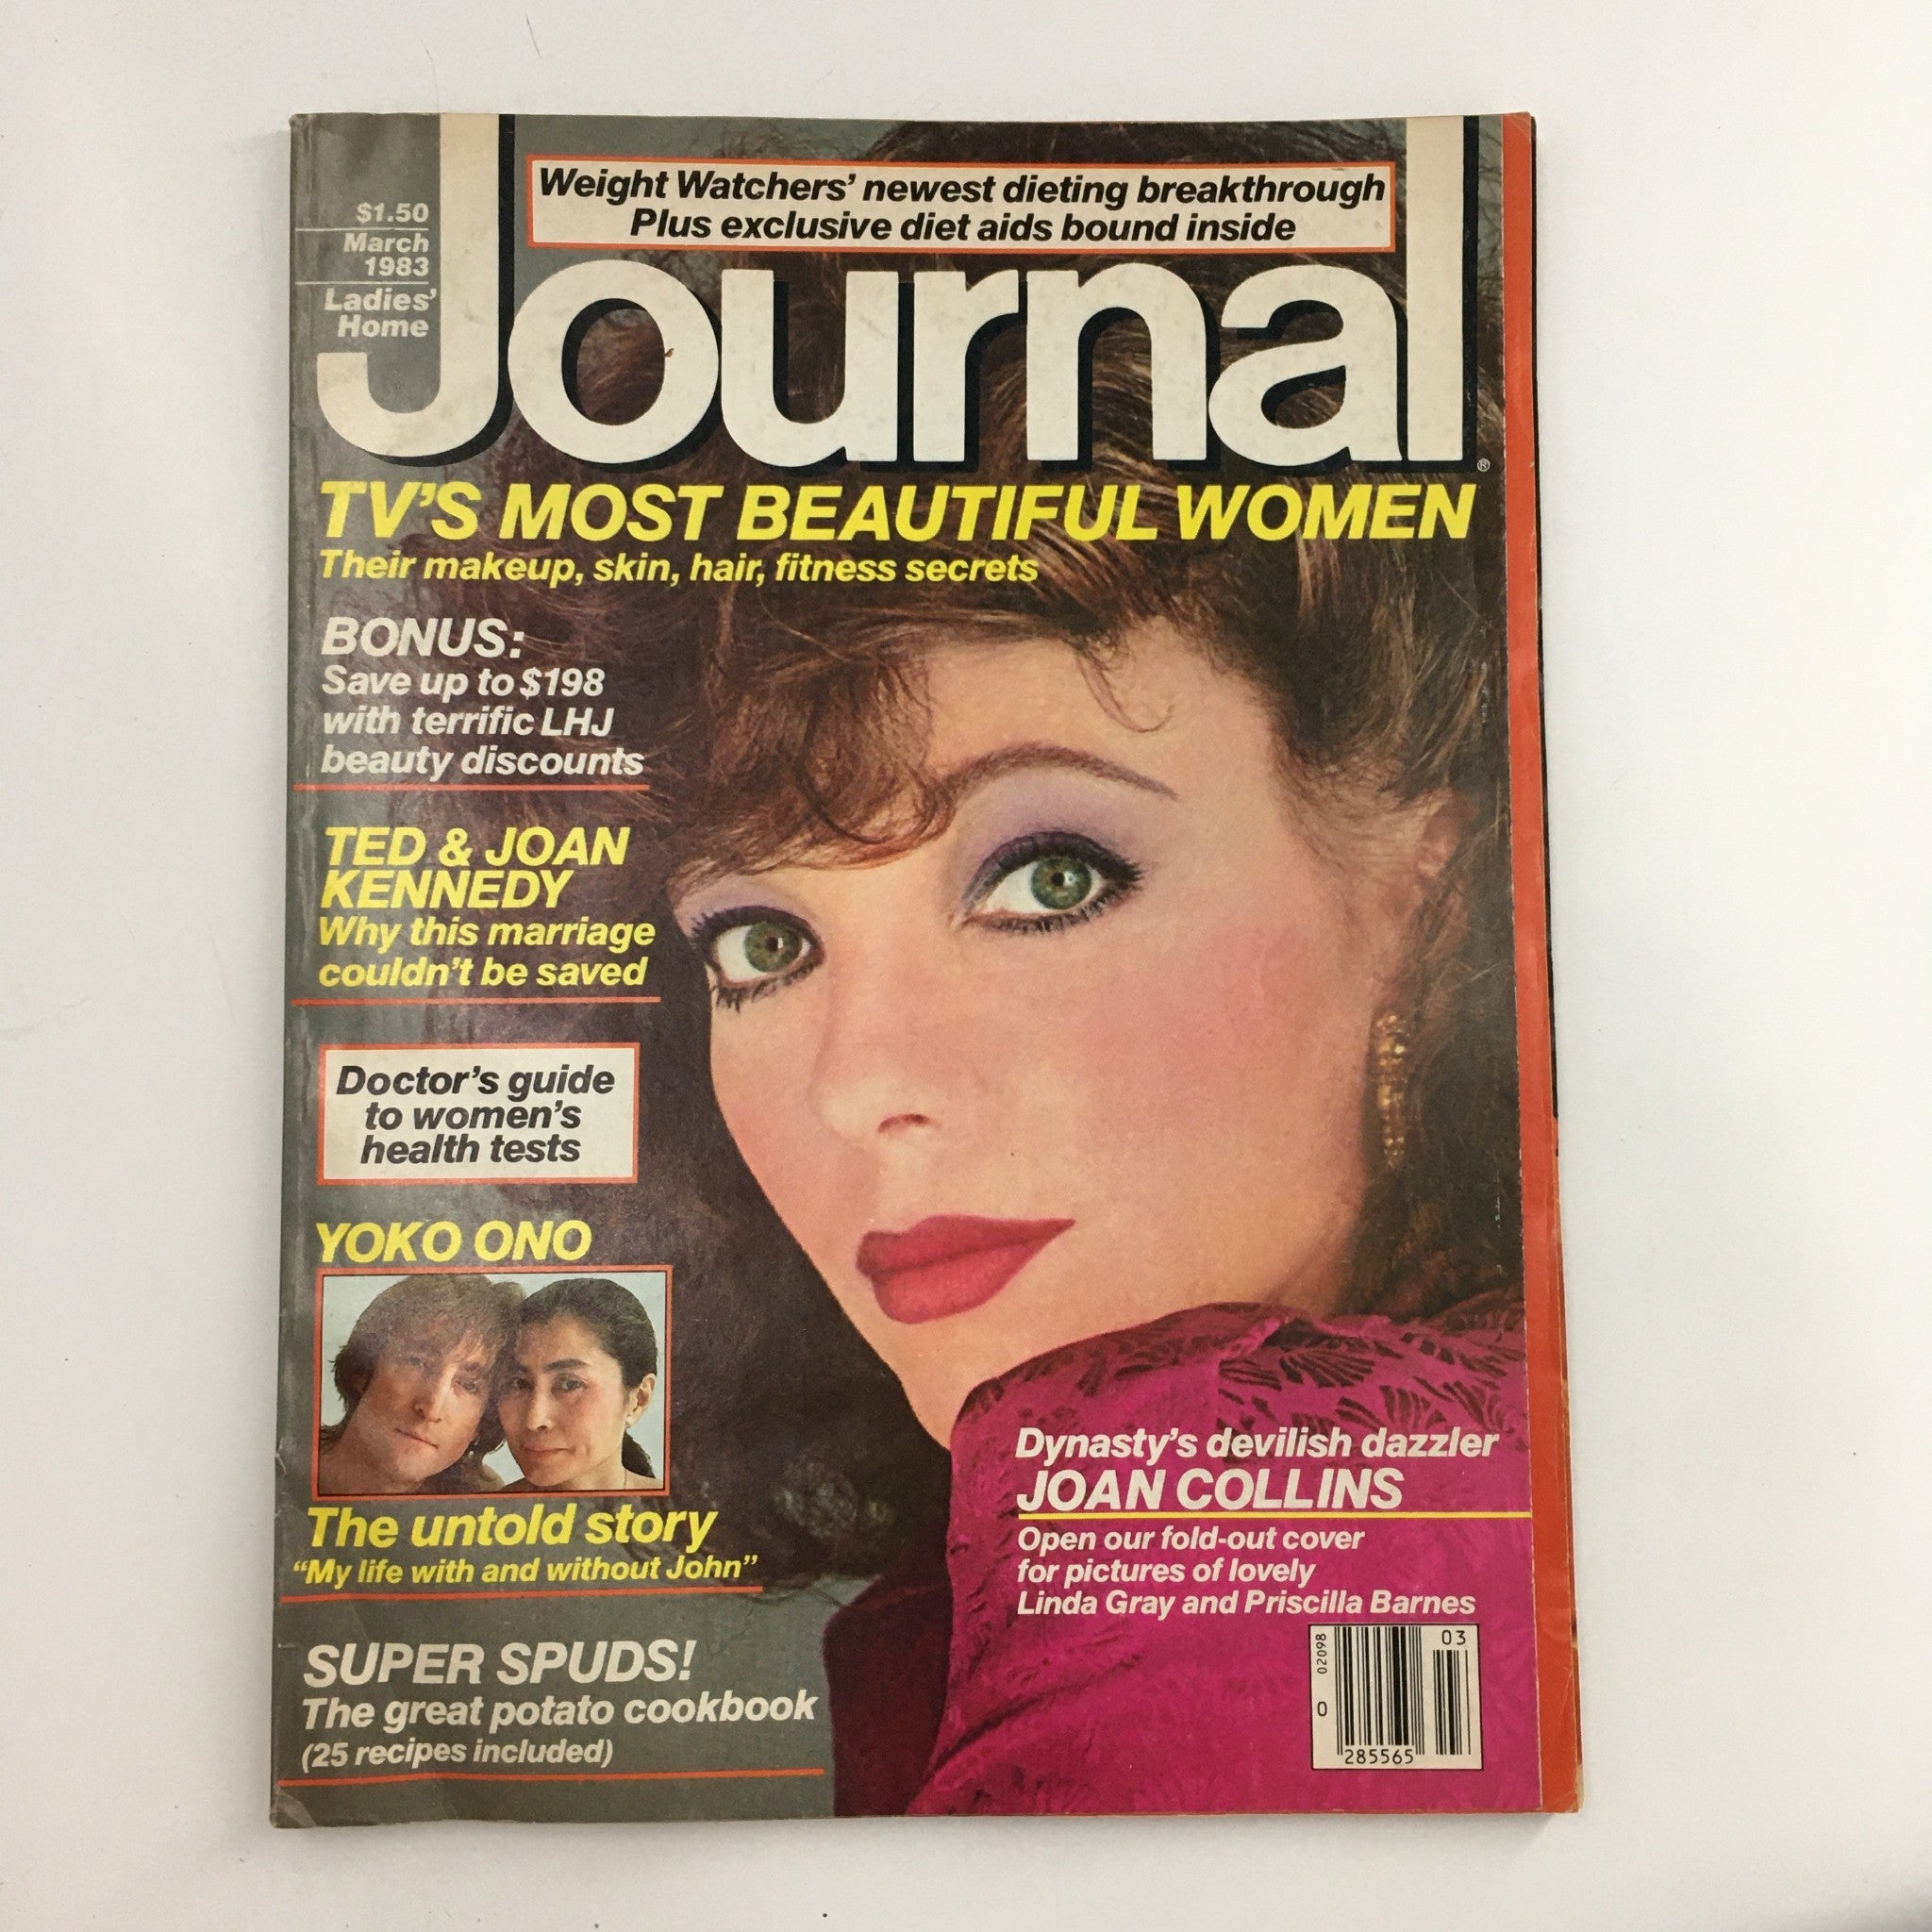 Weight Watchers' newest dieting breakthrough
Plus exclusive diet aids bound inside
$1.50
March
1983
Ladies'
Home
Journal®
TV'S MOST BEAUTIFUL WOMEN
Their makeup, skin, hair, fitness secrets
BONUS:
Save up to $198
with terrific LHJ
beauty discounts
TED & JOAN
KENNEDY
Why this marriage
couldn't be saved
Doctor's guide
to women's
health tests
YOKO ONO
The untold story
"My life with and without John"
SUPER SPUDS!
The great potato cookbook
(25 recipes included)
Dynasty's devilish dazzler
JOAN COLLINS
Open our fold-out cover
for pictures of lovely
Linda Gray and Priscilla Barnes
02098
03
0
285565